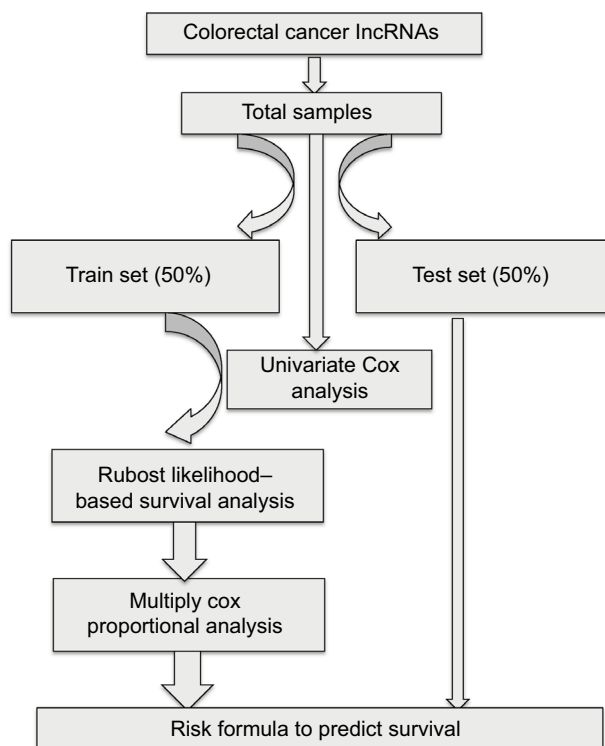 Colorectal cancer lncRNAs
Total samples
Train set (50%)
Test set (50%)
Univariate Cox
analysis
Rubost likelihood–
based survival analysis
Multiply cox
proportional analysis
Risk formula to predict survival